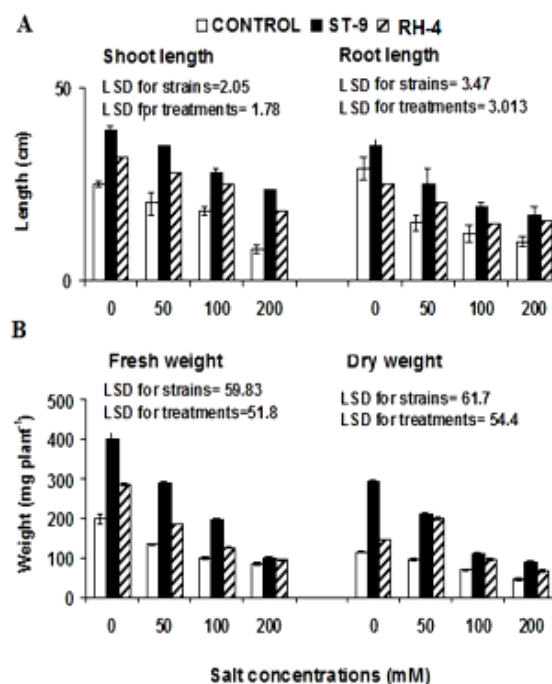 A
CONTROL ST-9 RH-4
Shoot length Root length
LSD for strains=2.05 LSD for strains= 3.47
LSD for treatments= 1.78 LSD for treatments= 3.013
50
Length (cm)
0
0 50 100 200 0 50 100 200
B
Fresh weight Dry weight
LSD for strains= 59.83 LSD for strains= 61.7
LSD for treatments=51.8 LSD for treatments= 54.4
500
400
300
200
100
0
Weight (mg plant⁻¹)
0 50 100 200 0 50 100 200
Salt concentrations (mM)